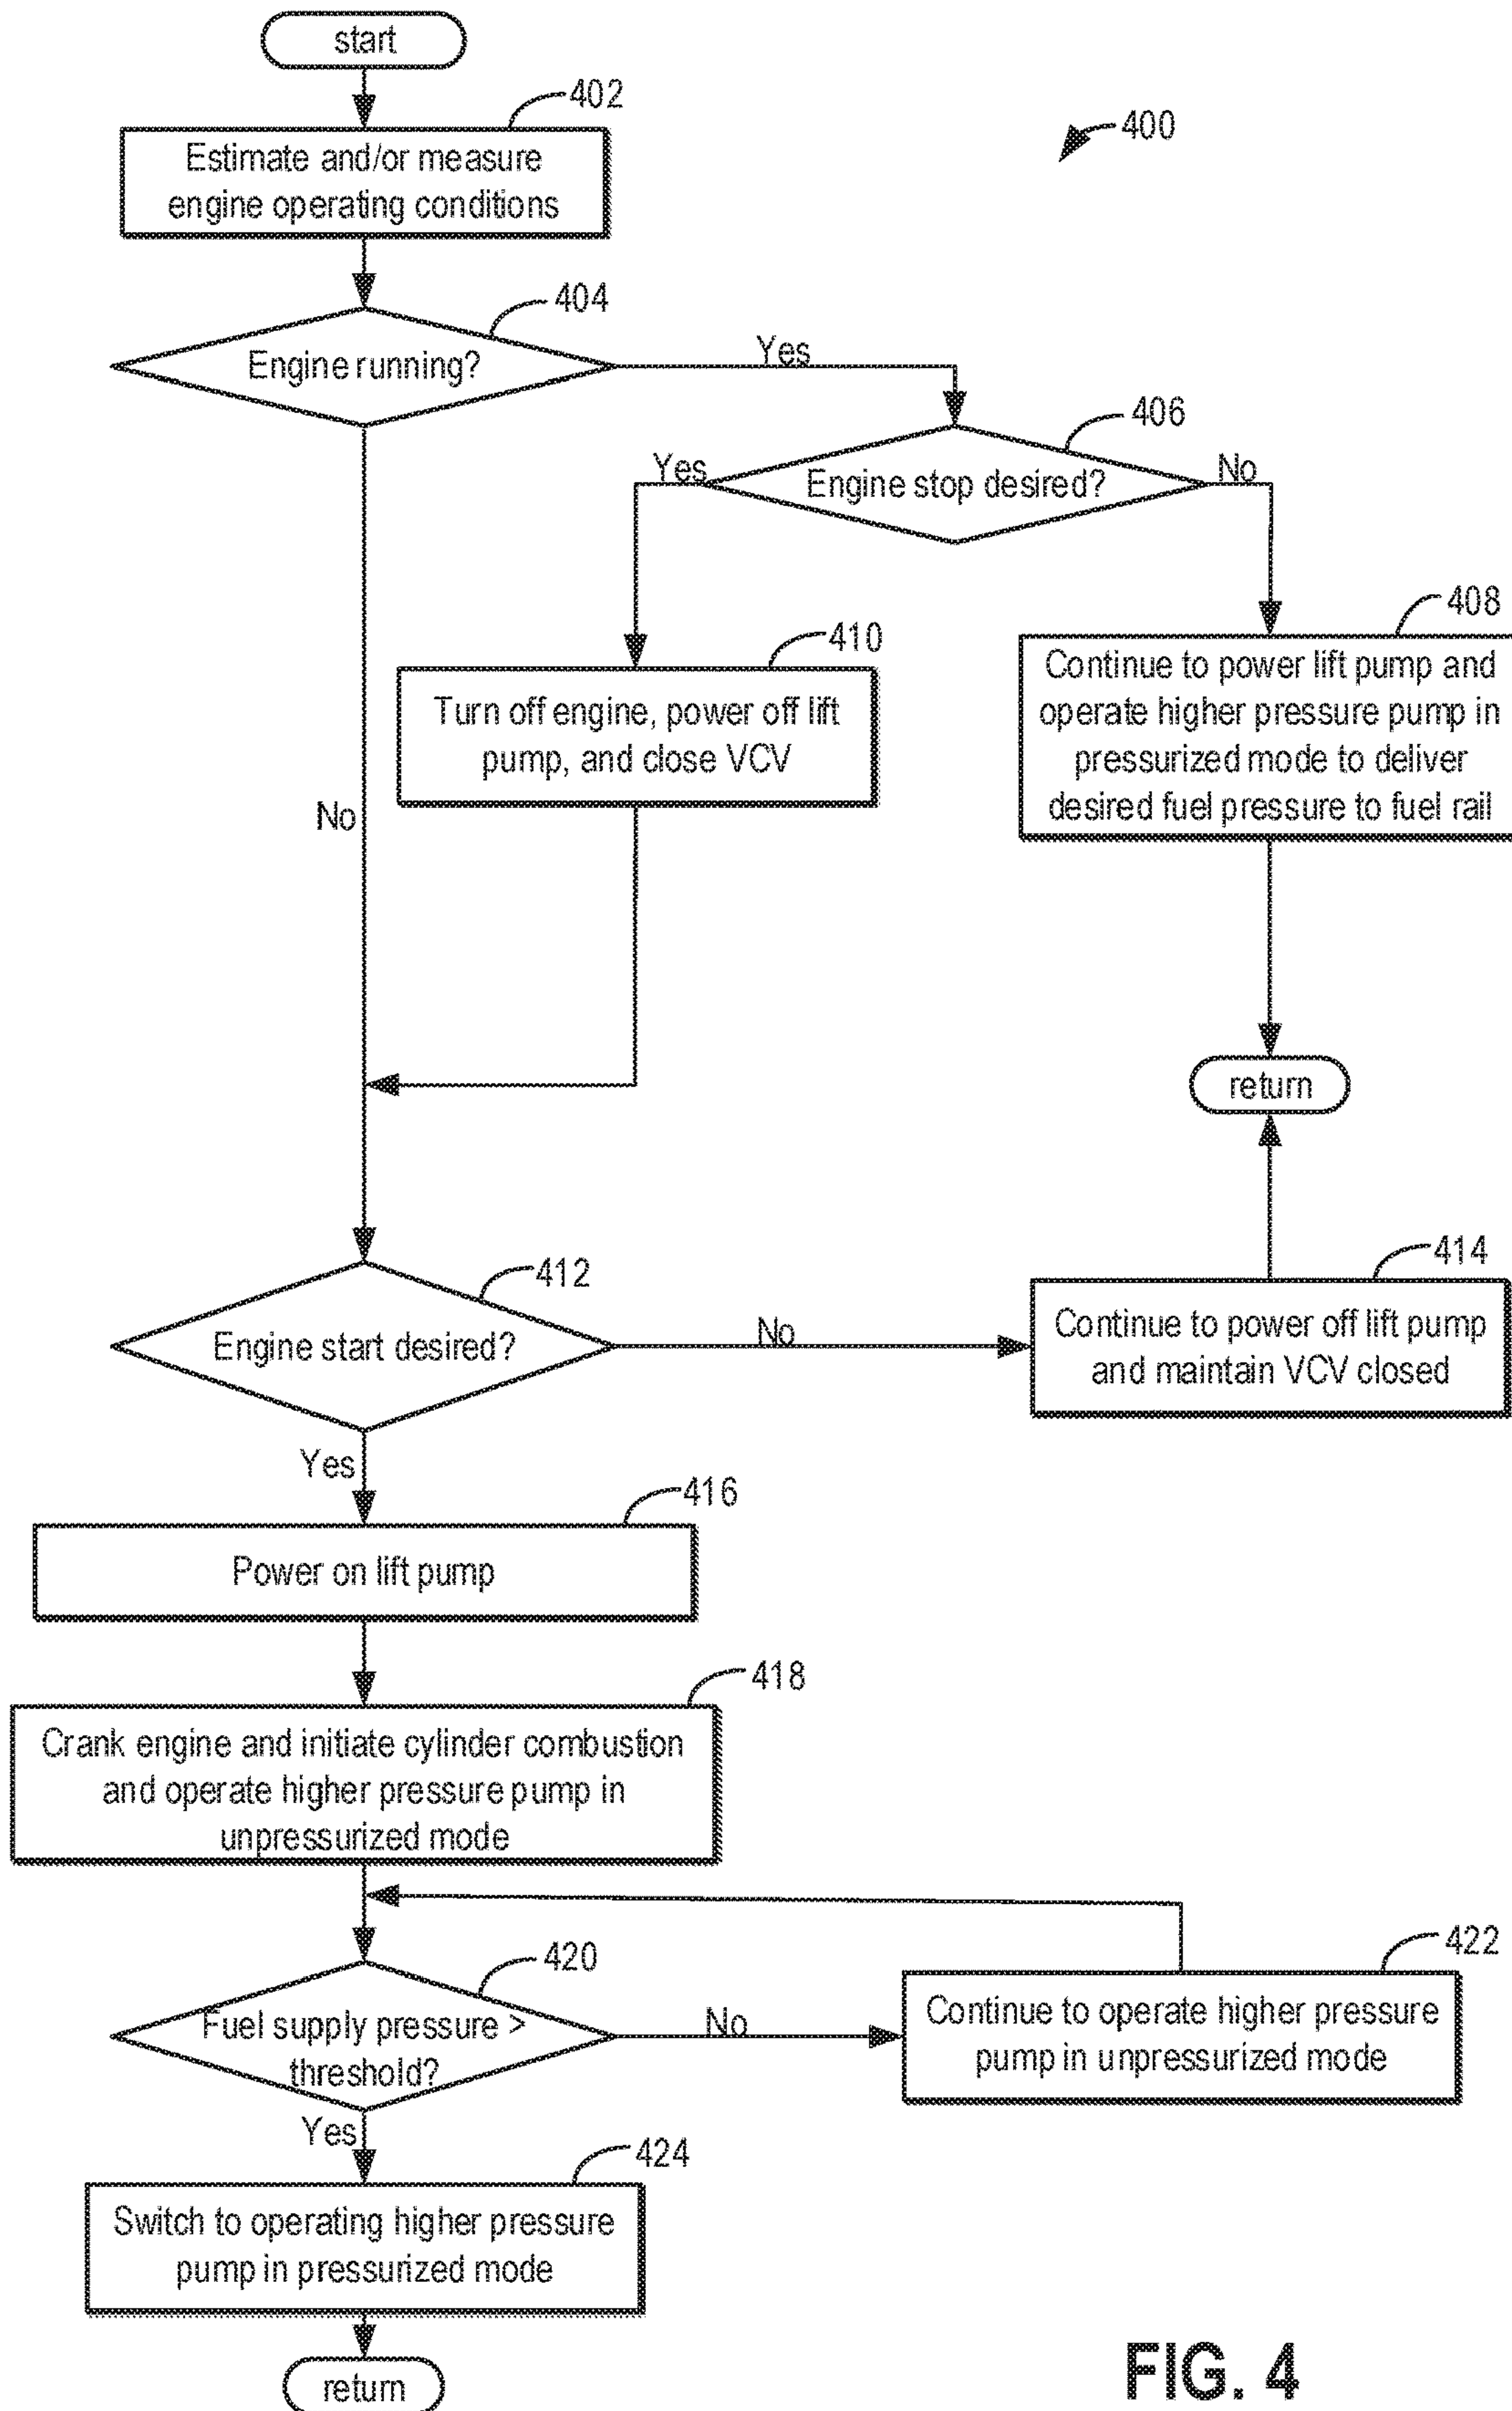 start
402
400
Estimate and/or measure
engine operating conditions
404
Engine running?
Yes
406
Yes
Engine stop desired?
No
408
410
Continue to power lift pump and
operate higher pressure pump in
pressurized mode to deliver
desired fuel pressure to fuel rail
Turn off engine, power off lift
pump, and close VCV
No
return
412
414
Engine start desired?
No
Continue to power off lift pump
and maintain VCV closed
Yes
416
Power on lift pump
418
Crank engine and initiate cylinder combustion
and operate higher pressure pump in
unpressurized mode
420
422
Fuel supply pressure >
threshold?
No
Continue to operate higher pressure
pump in unpressurized mode
Yes
424
Switch to operating higher pressure
pump in pressurized mode
return
FIG. 4